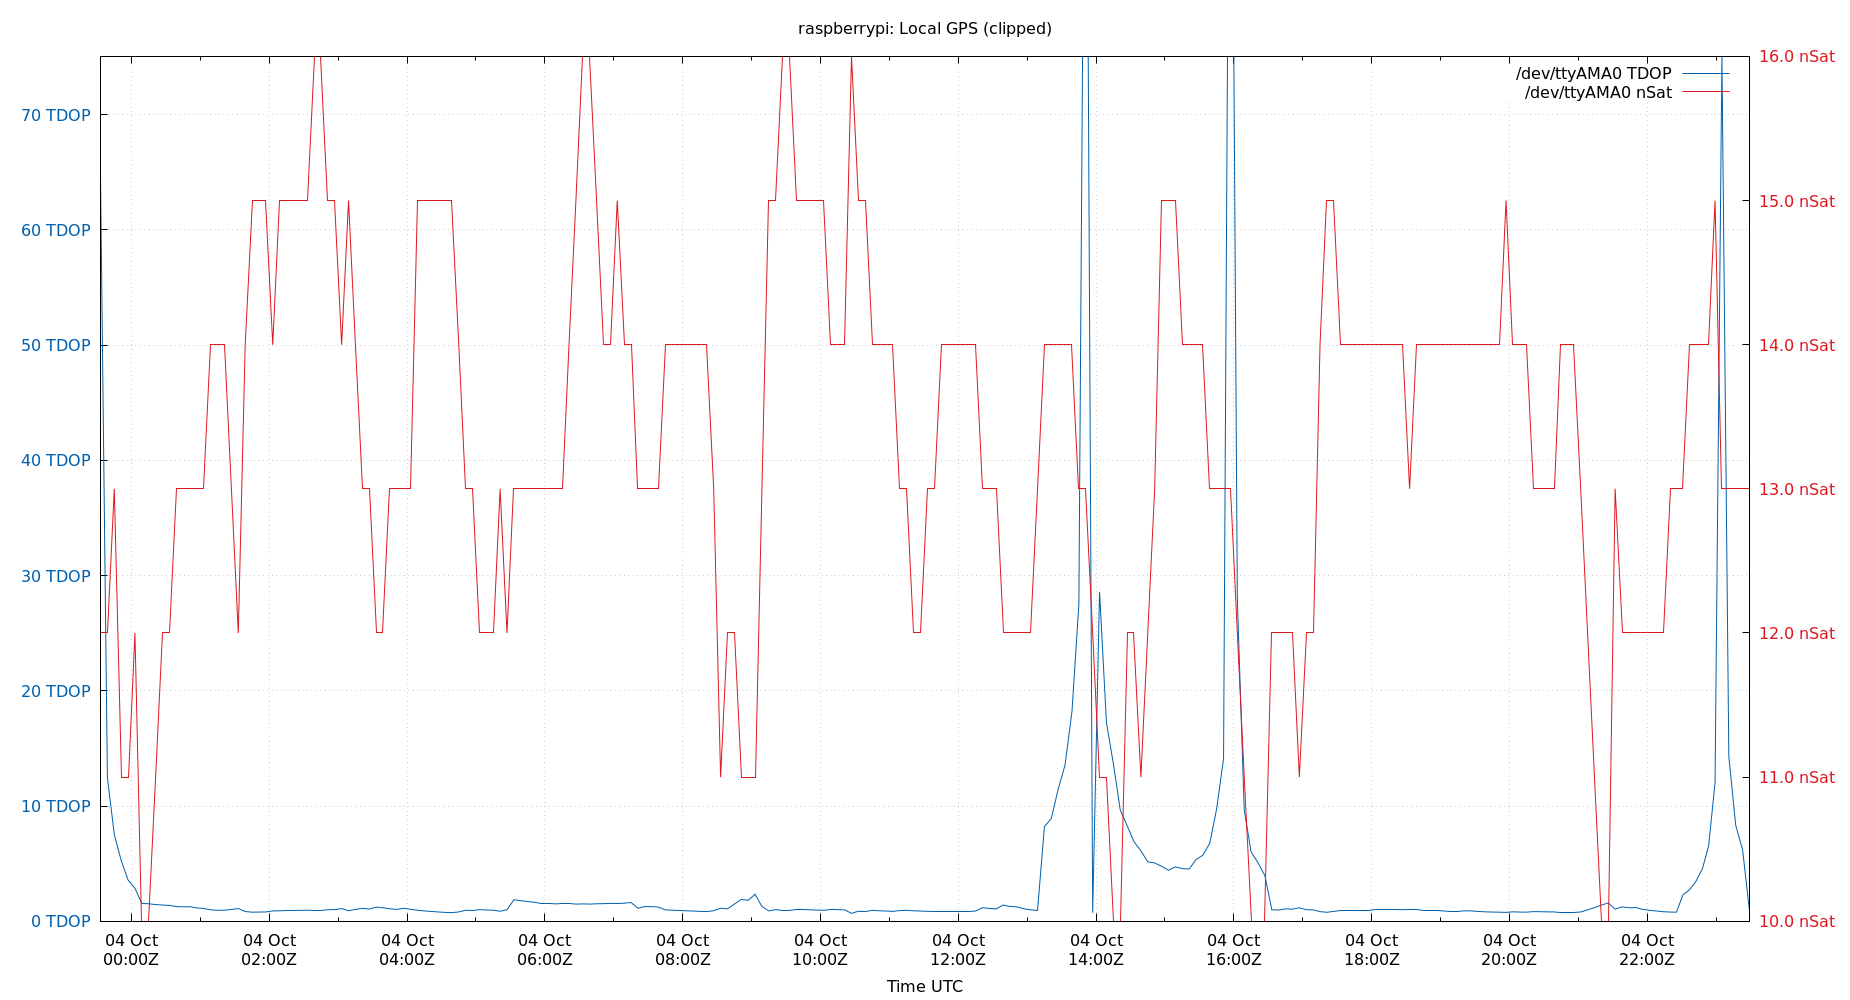 raspberrypi: Local GPS (clipped)
/dev/ttyAMA0 TDOP
/dev/ttyAMA0 nSat
70 TDOP
60 TDOP
50 TDOP
40 TDOP
30 TDOP
20 TDOP
10 TDOP
0 TDOP
16.0 nSat
15.0 nSat
14.0 nSat
13.0 nSat
12.0 nSat
11.0 nSat
10.0 nSat
04 Oct 04 Oct 04 Oct 04 Oct 04 Oct 04 Oct 04 Oct 04 Oct 04 Oct 04 Oct 04 Oct 04 Oct
00:00Z 02:00Z 04:00Z 06:00Z 08:00Z 10:00Z 12:00Z 14:00Z 16:00Z 18:00Z 20:00Z 22:00Z
Time UTC